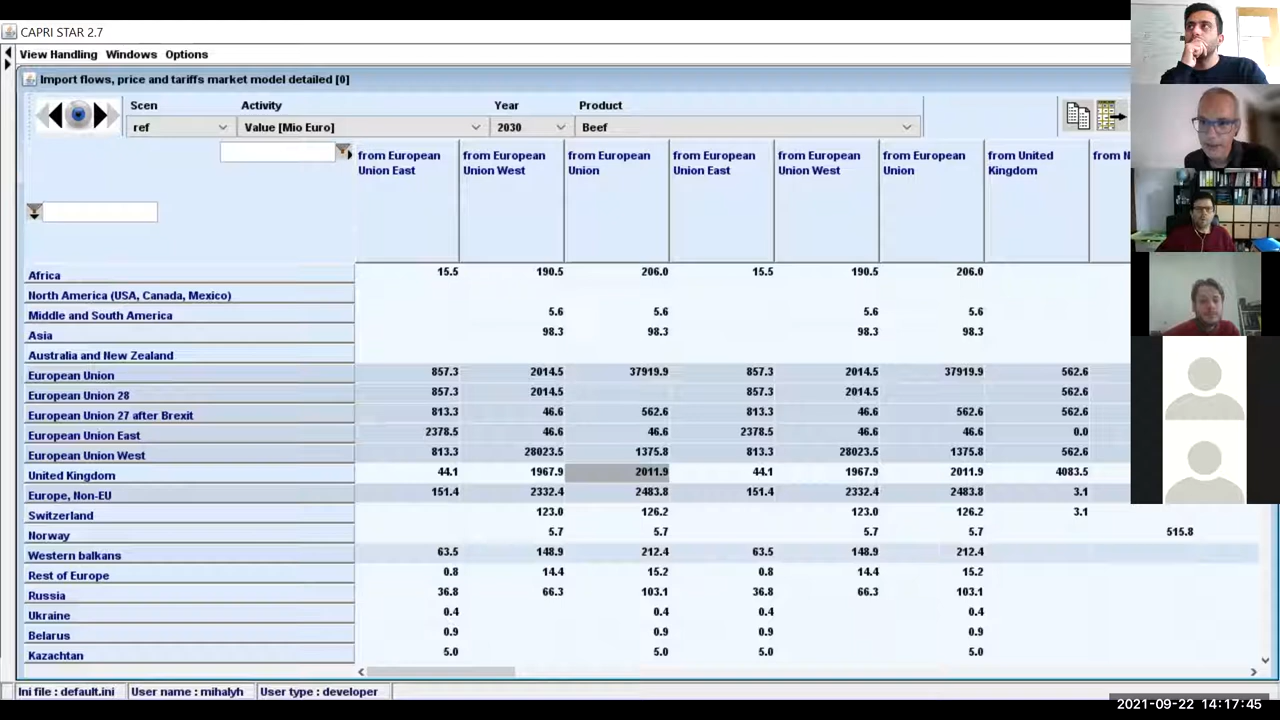 CAPRI STAR 2.7
View Handling Windows Options
Import flows, price and tariffs market model detailed [0]
Scen Activity Year Product
ref Value [Mio Euro] 2030 Beef
from European Union East from European Union West from European Union from European Union East from European Union West from European Union from United Kingdom from N
Africa 15.5 190.5 206.0 15.5 190.5 206.0
North America (USA, Canada, Mexico)
Middle and South America 5.6 5.6 5.6 5.6
Asia 98.3 98.3 98.3 98.3
Australia and New Zealand
European Union 857.3 2014.5 37919.9 857.3 2014.5 37919.9 562.6
European Union 28 857.3 2014.5 857.3 2014.5 562.6
European Union 27 after Brexit 813.3 46.6 562.6 813.3 46.6 562.6 562.6
European Union East 2378.5 46.6 46.6 2378.5 46.6 46.6 0.0
European Union West 813.3 28023.5 1375.8 813.3 28023.5 1375.8 562.6
United Kingdom 44.1 1967.9 2011.9 44.1 1967.9 2011.9 4083.5
Europe, Non-EU 151.4 2332.4 2483.8 151.4 2332.4 2483.8 3.1
Switzerland 123.0 126.2 123.0 126.2 3.1
Norway 5.7 5.7 5.7 5.7 515.8
Western balkans 63.5 148.9 212.4 63.5 148.9 212.4
Rest of Europe 0.8 14.4 15.2 0.8 14.4 15.2
Russia 36.8 66.3 103.1 36.8 66.3 103.1
Ukraine 0.4 0.4 0.4 0.4
Belarus 0.9 0.9 0.9 0.9
Kazachtan 5.0 5.0 5.0 5.0
Ini file : default.ini User name : mihalyh User type : developer
2021-09-22 14:17:45